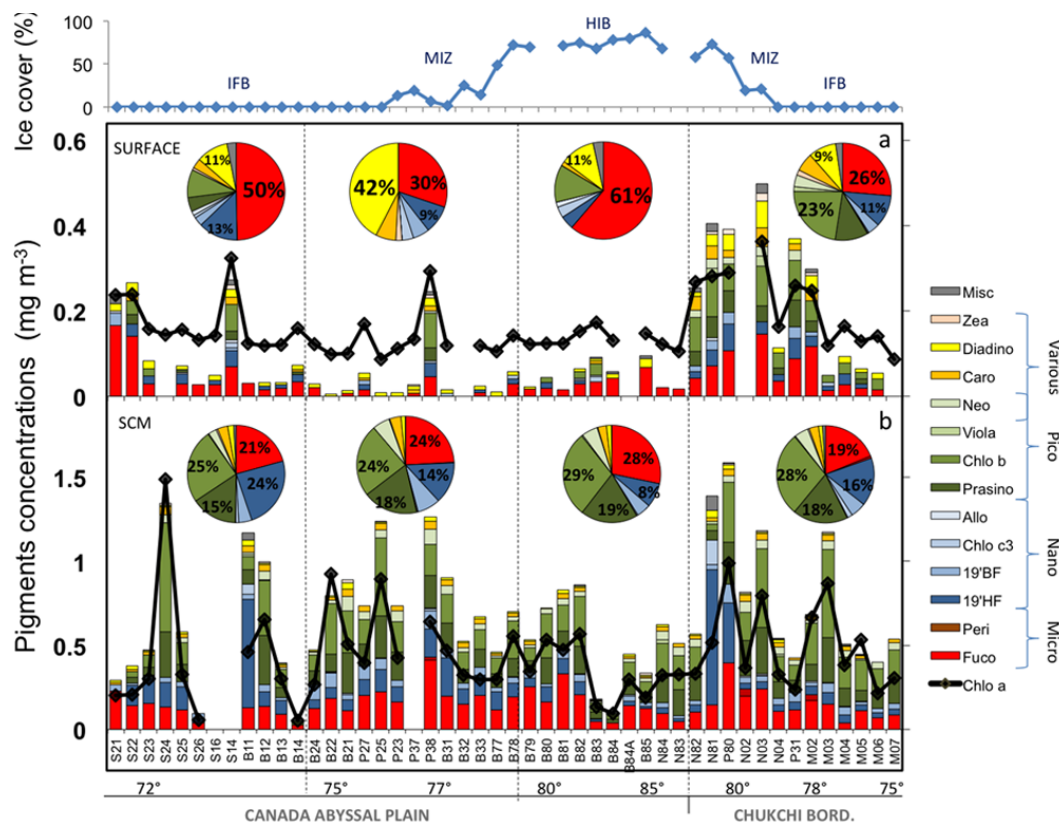 Ice cover (%)
100
50
0
IFB
MIZ
HIB
MIZ
IFB
Pigments concentrations (mg m-3)
0.6
0.4
0.2
0
SURFACE
a
11%
50%
13%
42%
30%
9%
11%
61%
9%
26%
11%
23%
SCM
b
1.5
1
0.5
0
21%
24%
15%
25%
24%
14%
18%
24%
28%
8%
19%
29%
19%
16%
18%
28%
Misc
Zea
Diadino
Caro
Neo
Viola
Chlo b
Prasino
Allo
Chlo c3
19'BF
19'HF
Peri
Fuco
Chlo a
Various
Pico
Nano
Micro
S21 S22 S23 S24 S25 S26 S16 S14 B11 B12 B13 B14 B24 B22 B21 P27 P25 P23 P37 P38 B31 B32 B33 B77 B78 B79 B80 B81 B82 B83 B84 B84A B85 N84 N83 N82 N81 P80 N02 N03 N04 P31 M02 M03 M04 M05 M06 M07
72° 75° 77° 80° 85° 80° 78° 75°
CANADA ABYSSAL PLAIN CHUKCHI BORD.